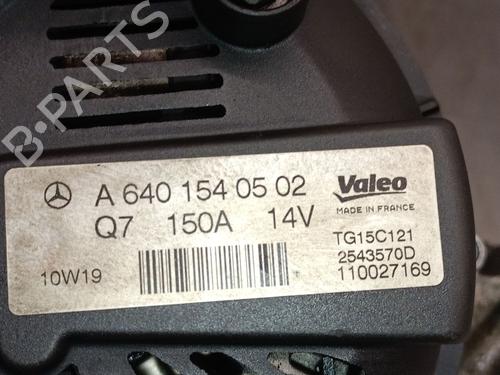 B-PARTS
A 640 154 05 02
Q7 150A 14V
10W19
Valeo
MADE IN FRANCE
TG15C121
2543570D
110027169